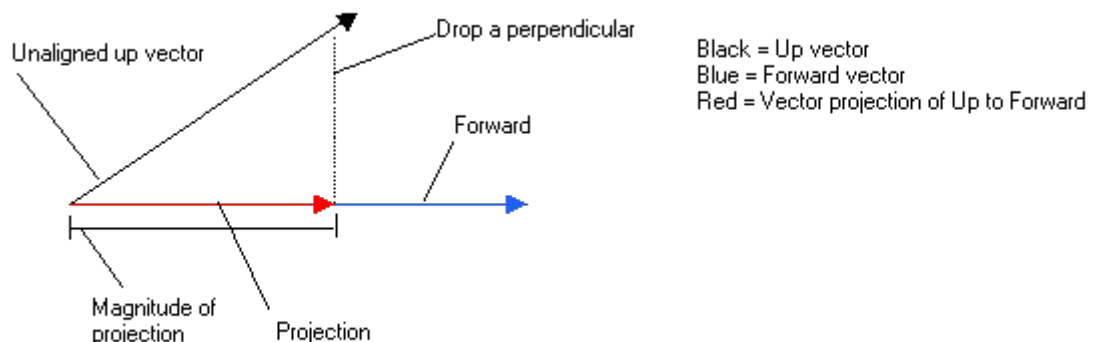 Unaligned up vector
Drop a perpendicular
Black = Up vector
Blue = Forward vector
Red = Vector projection of Up to Forward
Forward
Magnitude of
projection
Projection